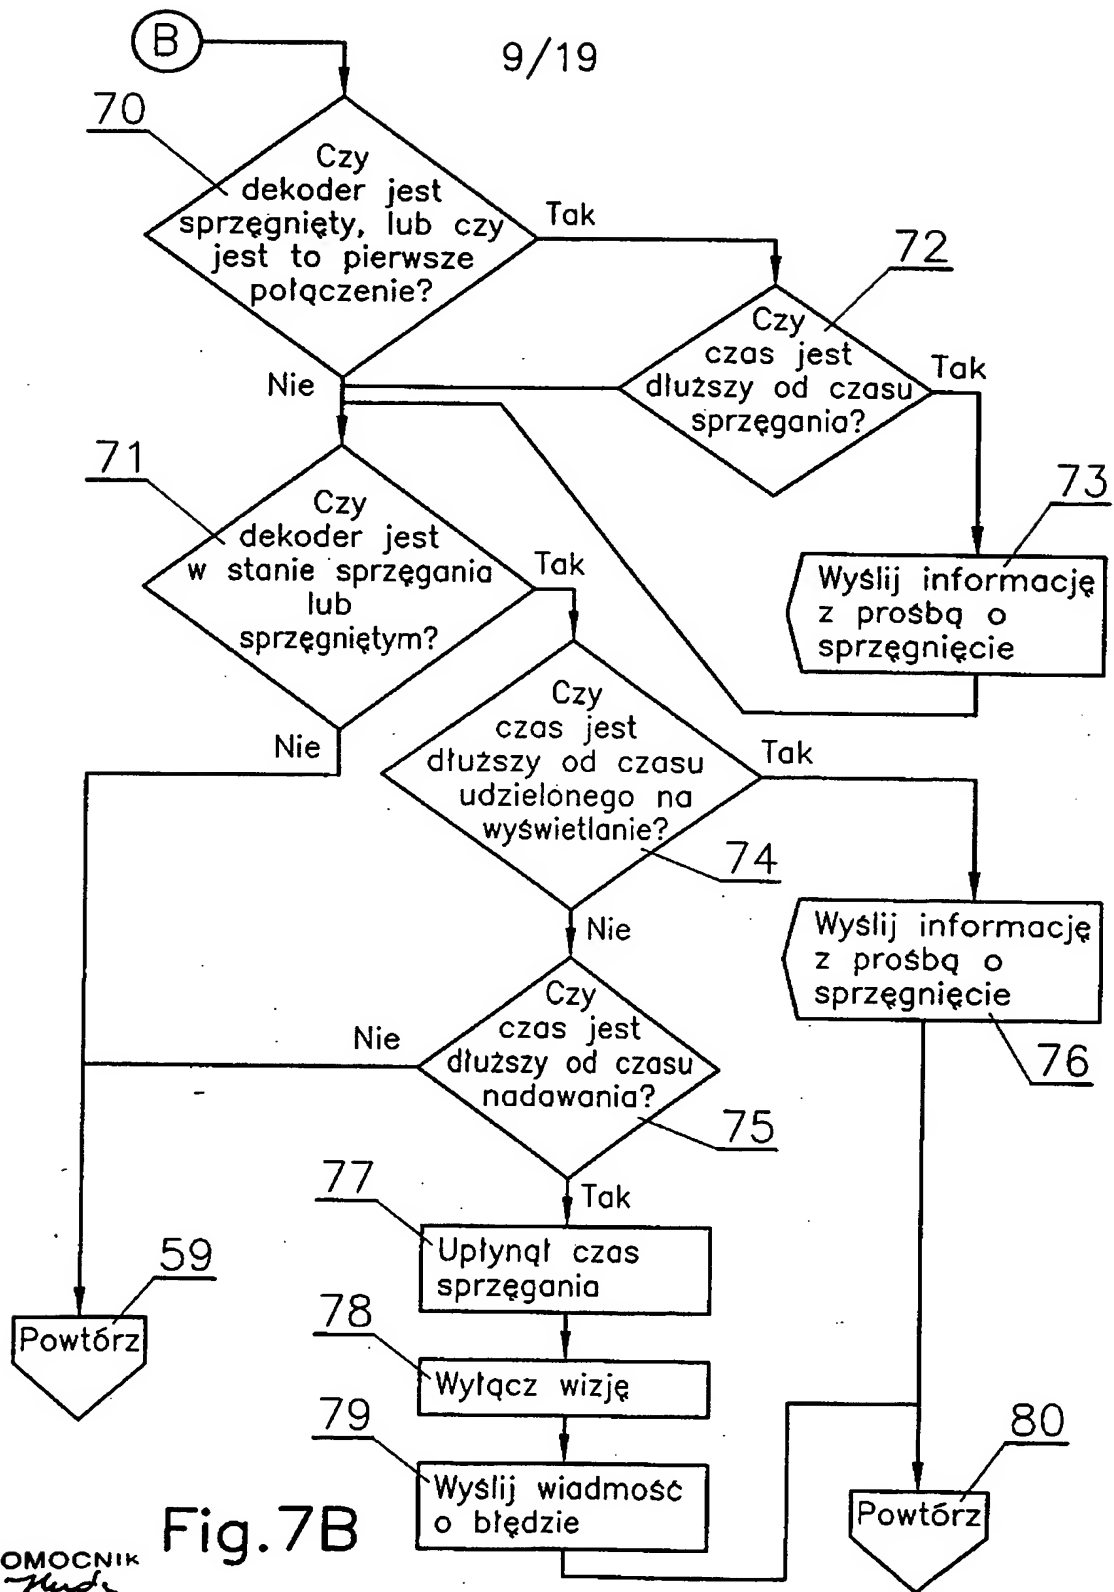 B
9/19
70
Czy
dekoder jest
sprzęgnięty, lub czy
jest to pierwsze
połączenie?
Tak
72
Czy
czas jest
dłuższy od czasu
sprzęgania?
Tak
Nie
71
Czy
dekoder jest
w stanie sprzęgania
lub
sprzęgniętym?
Tak
73
Wyślij informację
z prośbą o
sprzęgnięcie
Nie
Czy
czas jest
dłuższy od czasu
udzielonego na
wyświetlanie?
Tak
74
Nie
Wyślij informację
z prośbą o
sprzęgnięcie
76
Czy
czas jest
dłuższy od czasu
nadawania?
Nie
75
Tak
77
Upłynął czas
sprzęgania
59
Powtórz
78
Wyłącz wizję
79
Wyślij wiadmość
o błędzie
80
Powtórz
Fig.7B
OMOCNIK